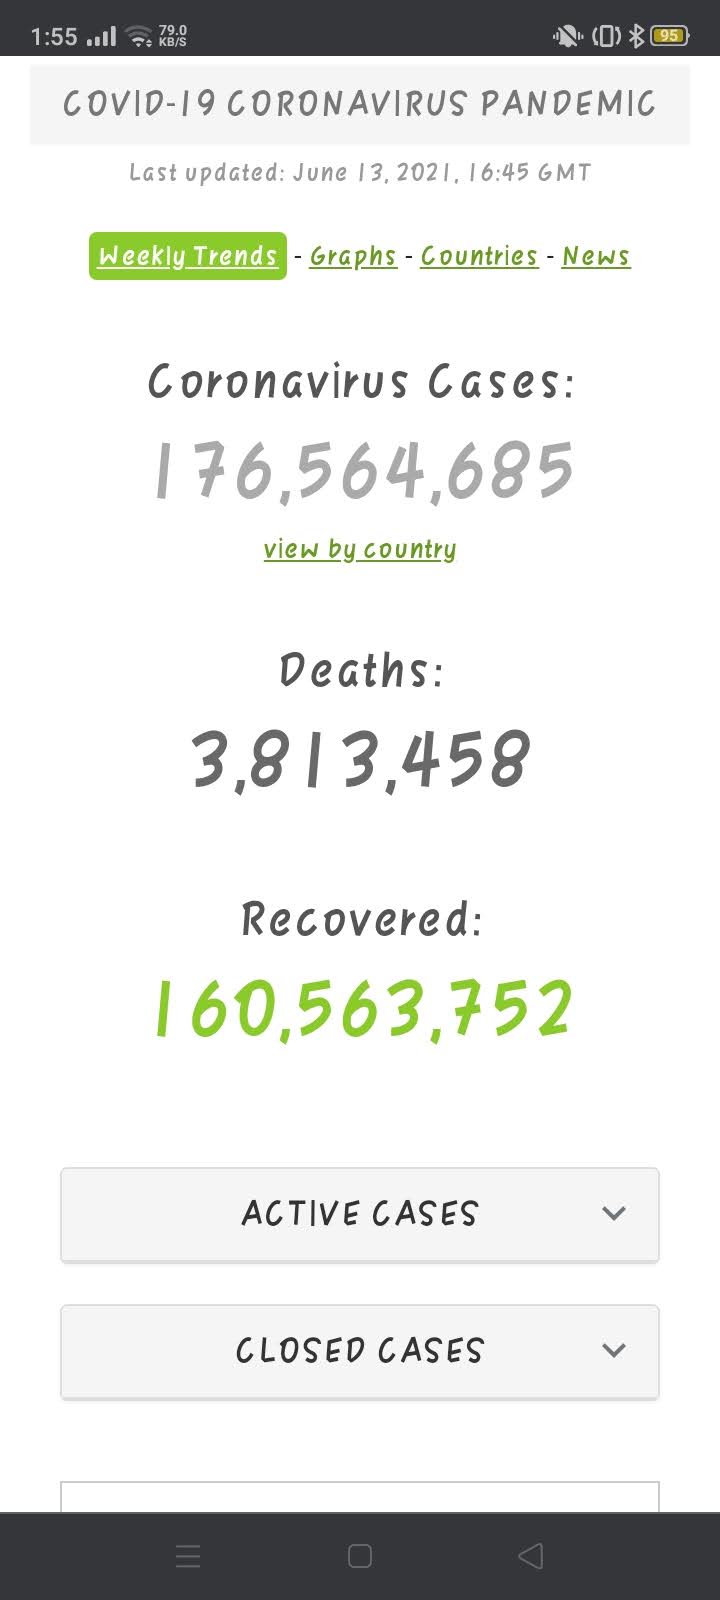 1:55 79.0 KB/S 95
COVID-19 CORONAVIRUS PANDEMIC
Last updated: June 13, 2021, 16:45 GMT
Weekly Trends - Graphs - Countries - News
Coronavirus Cases:
176,564,685
view by country
Deaths:
3,813,458
Recovered:
160,563,752
ACTIVE CASES
CLOSED CASES